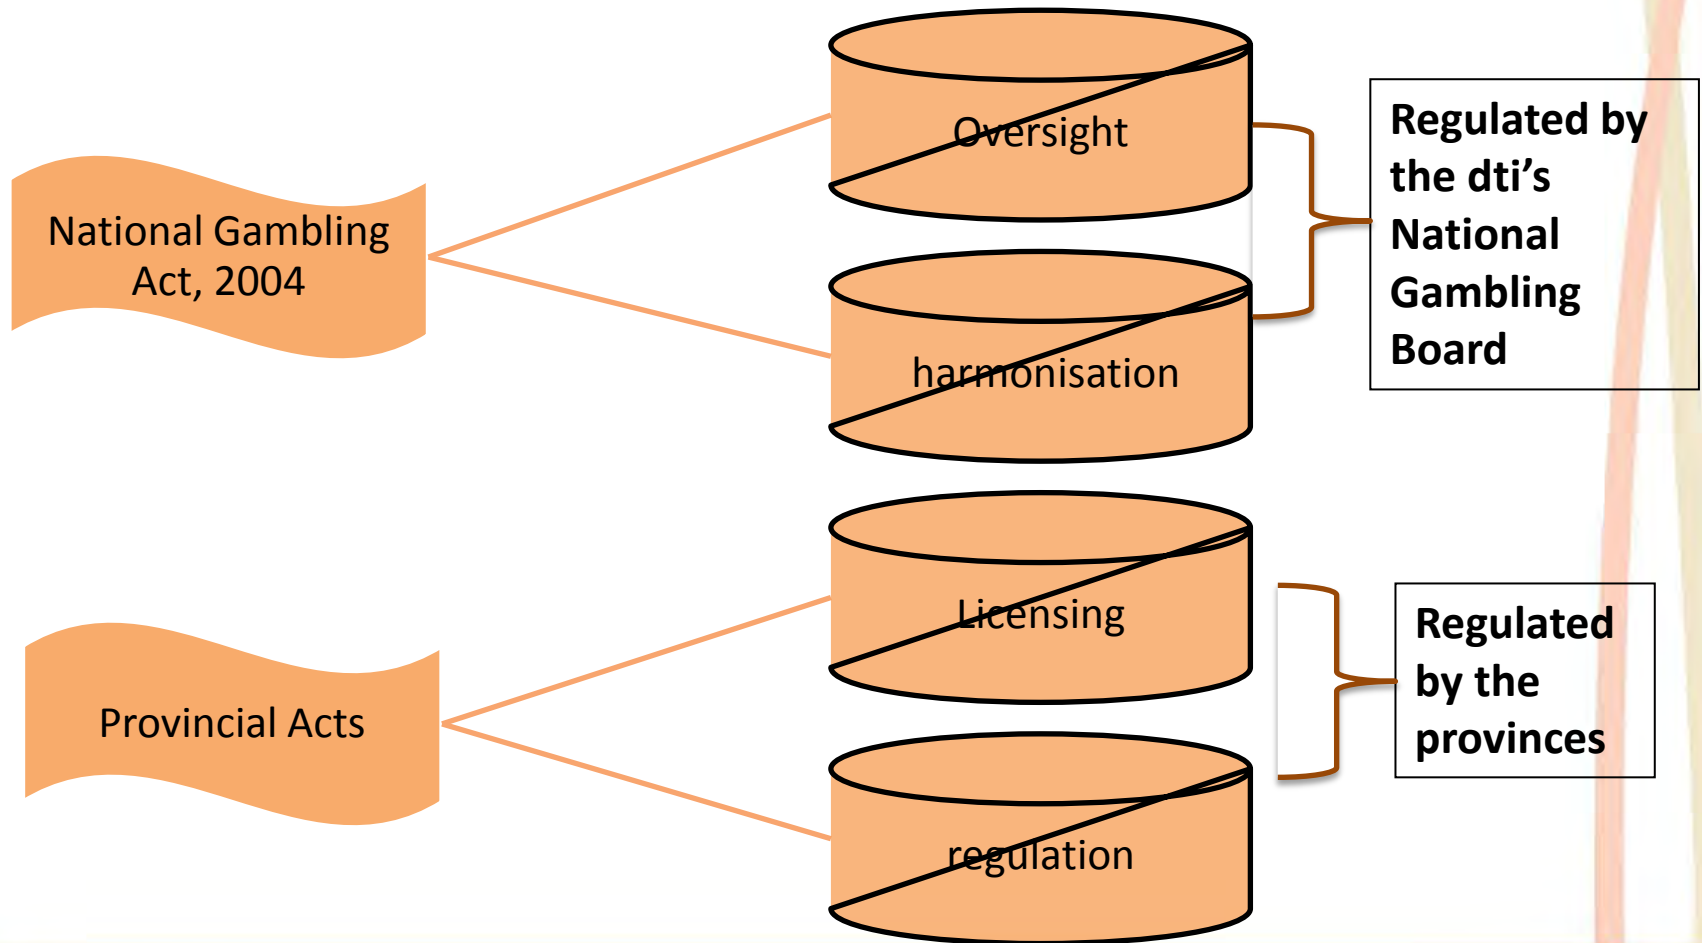 National Gambling
Act, 2004
Oversight
harmonisation
Regulated by
the dti’s
National
Gambling
Board
Provincial Acts
Licensing
regulation
Regulated
by the
provinces